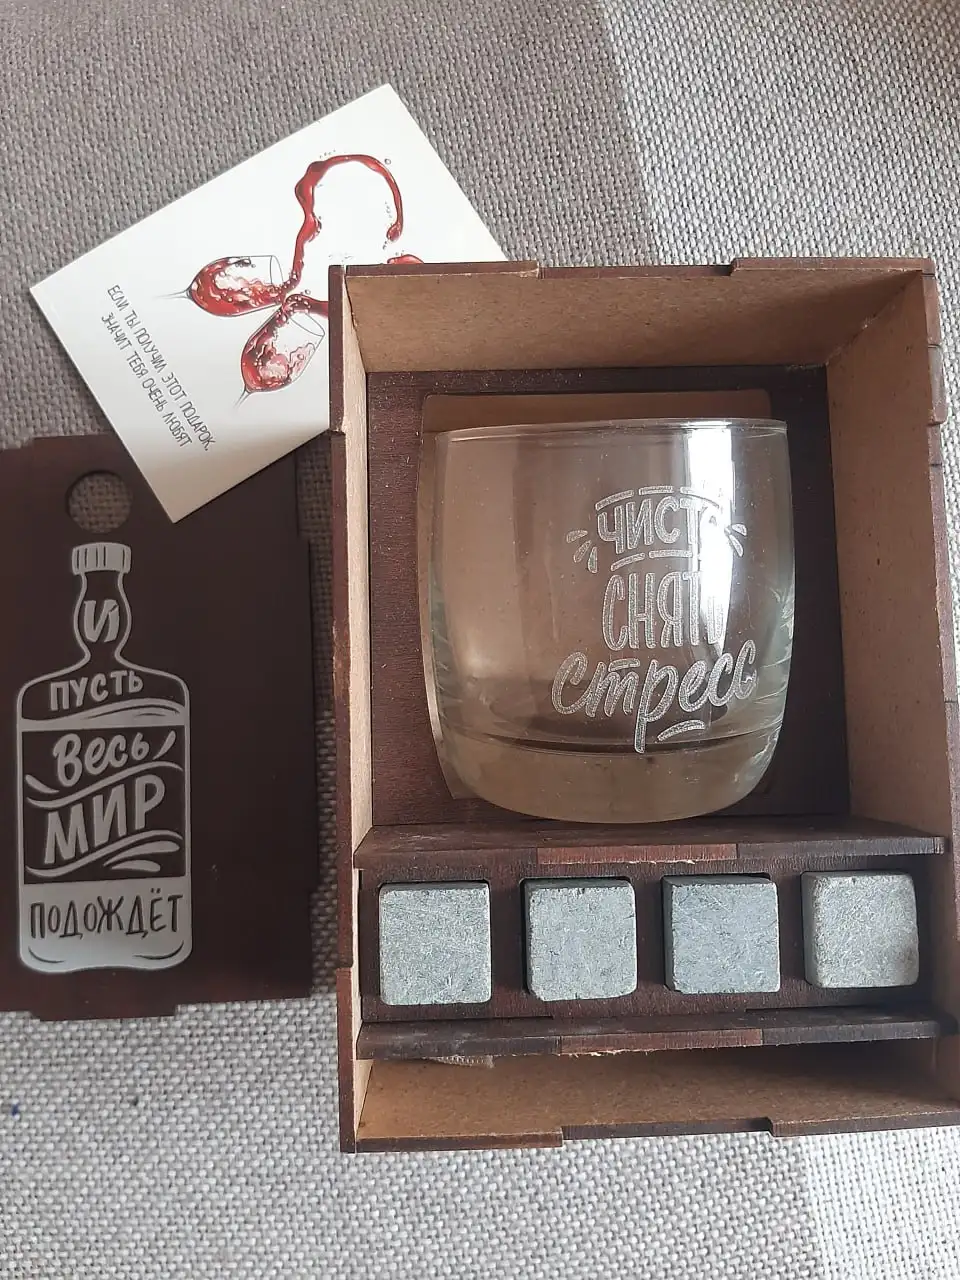 ЕСЛИ ТЫ ПОЛУЧИЛ ЭТОТ ПОДАРОК,
ЗНАЧИТ ТЕБЯ ОЧЕНЬ ЛЮБЯТ
И
ПУСТЬ
Весь
МИР
ПОДОЖДЁТ
ЧИСТО
СНЯТЬ
Стресс